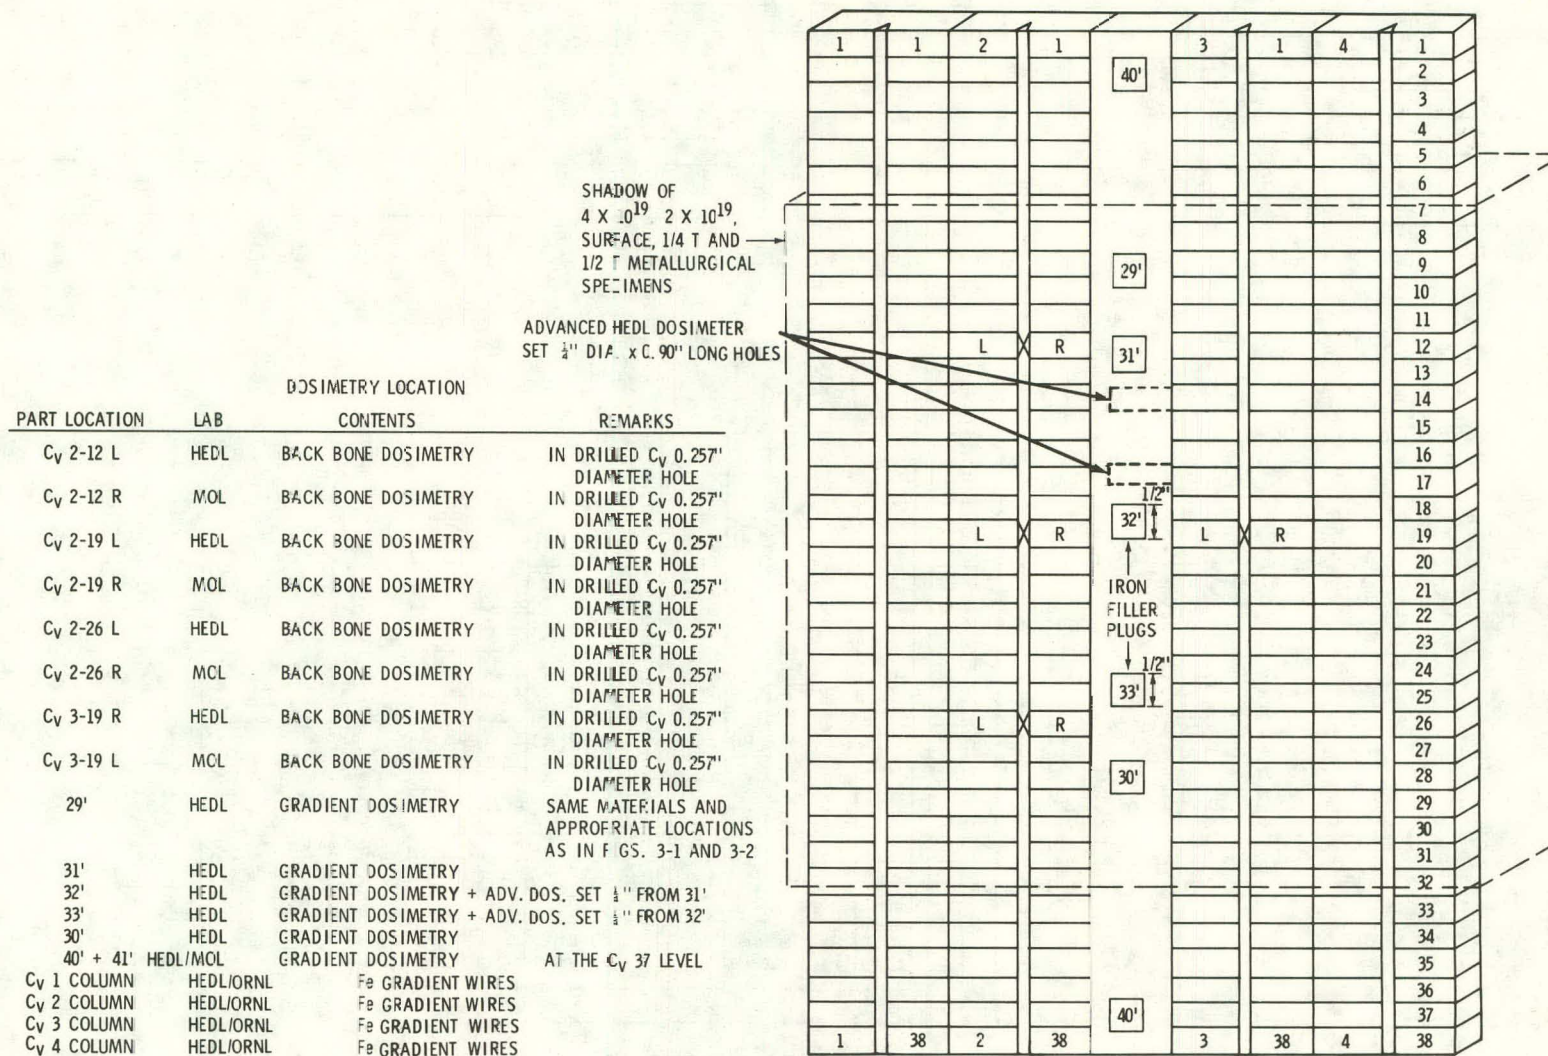 SHADOW OF
4 X 10¹⁹ 2 X 10¹⁹,
SURFACE, 1/4 T AND
1/2 T METALLURGICAL
SPECIMENS
ADVANCED HEDL DOSIMETER
SET ¼" DIA. x C.90" LONG HOLES
DOSIMETRY LOCATION
PART LOCATION LAB CONTENTS REMARKS
Cᵥ 2-12 L HEDL BACK BONE DOSIMETRY IN DRILLED Cᵥ 0.257"
DIAMETER HOLE
Cᵥ 2-12 R MOL BACK BONE DOSIMETRY IN DRILLED Cᵥ 0.257"
DIAMETER HOLE
Cᵥ 2-19 L HEDL BACK BONE DOSIMETRY IN DRILLED Cᵥ 0.257"
DIAMETER HOLE
Cᵥ 2-19 R MOL BACK BONE DOSIMETRY IN DRILLED Cᵥ 0.257"
DIAMETER HOLE
Cᵥ 2-26 L HEDL BACK BONE DOSIMETRY IN DRILLED Cᵥ 0.257"
DIAMETER HOLE
Cᵥ 2-26 R MOL BACK BONE DOSIMETRY IN DRILLED Cᵥ 0.257"
DIAMETER HOLE
Cᵥ 3-19 R HEDL BACK BONE DOSIMETRY IN DRILLED Cᵥ 0.257"
DIAMETER HOLE
Cᵥ 3-19 L MOL BACK BONE DOSIMETRY IN DRILLED Cᵥ 0.257"
DIAMETER HOLE
29' HEDL GRADIENT DOSIMETRY SAME MATERIALS AND
APPROPRIATE LOCATIONS
AS IN FIGS. 3-1 AND 3-2
31' HEDL GRADIENT DOSIMETRY
32' HEDL GRADIENT DOSIMETRY + ADV. DOS. SET ¼" FROM 31'
33' HEDL GRADIENT DOSIMETRY + ADV. DOS. SET ¼" FROM 32'
30' HEDL GRADIENT DOSIMETRY
40' + 41' HEDL/MOL GRADIENT DOSIMETRY AT THE Cᵥ 37 LEVEL
Cᵥ 1 COLUMN HEDL/ORNL Fe GRADIENT WIRES
Cᵥ 2 COLUMN HEDL/ORNL Fe GRADIENT WIRES
Cᵥ 3 COLUMN HEDL/ORNL Fe GRADIENT WIRES
Cᵥ 4 COLUMN HEDL/ORNL Fe GRADIENT WIRES
1 1 2 1 3 1 4 1
40' 2
3
4
5
6
7
8
29' 9
10
11
L R 31' 12
13
14
15
16
17
1/2"
18
L R 32' L R 19
20
IRON 21
FILLER 22
PLUGS 23
1/2" 24
33' 25
L R 26
27
30' 28
29
30
31
32
33
34
35
36
40' 37
1 38 2 38 3 38 4 38